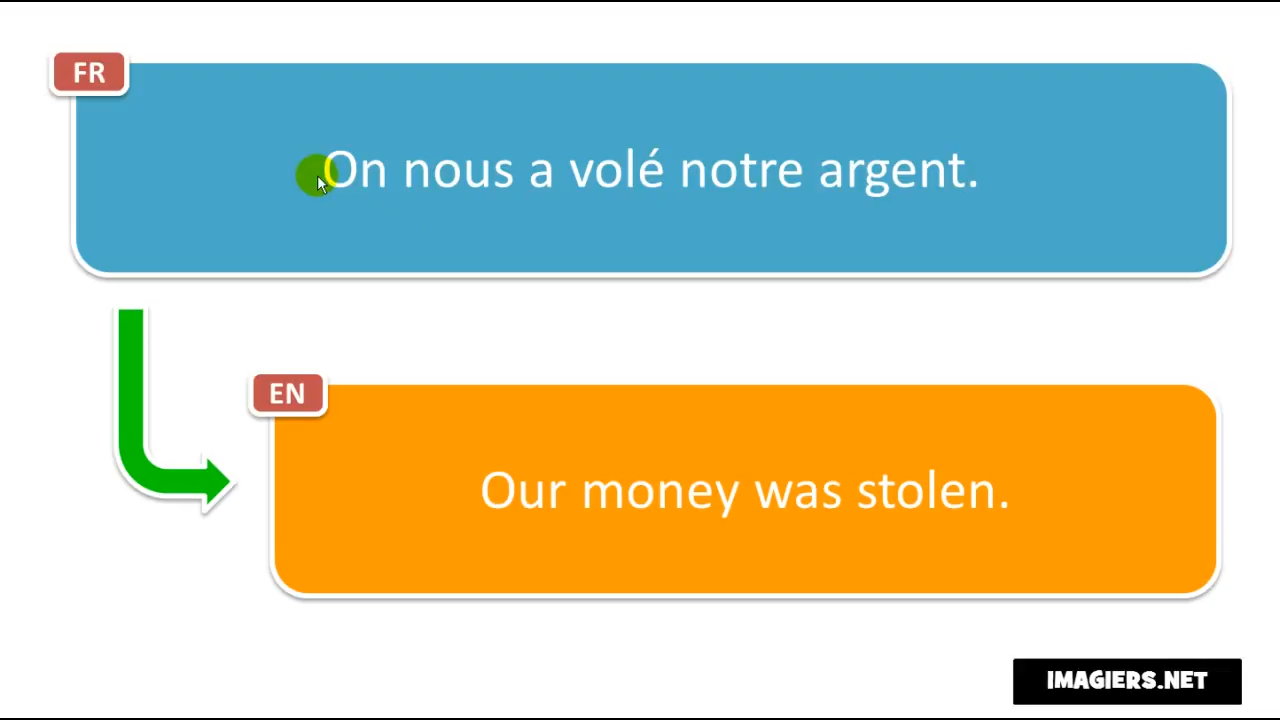 FR
On nous a volé notre argent.
EN
Our money was stolen.
IMAGIERS.NET